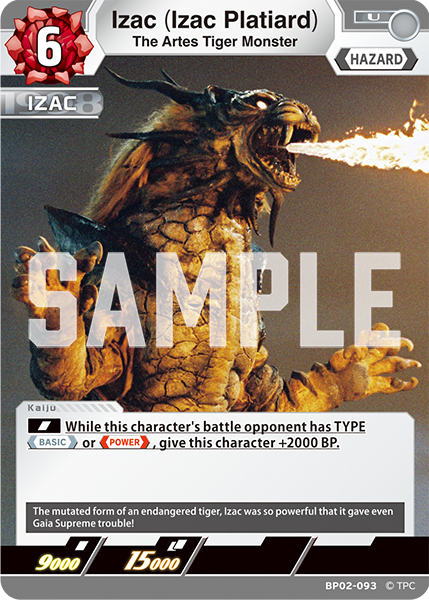 Izac (Izac Platiard)
U
6
The Artes Tiger Monster
HAZARD
1998
IZAC
SAMPLE
Kaiju
While this character's battle opponent has TYPE
BASIC or POWER, give this character +2000 BP.
The mutated form of an endangered tiger, Izac was so powerful that it gave even
Gaia Supreme trouble!
9000
15000
BP02-093 © TPC